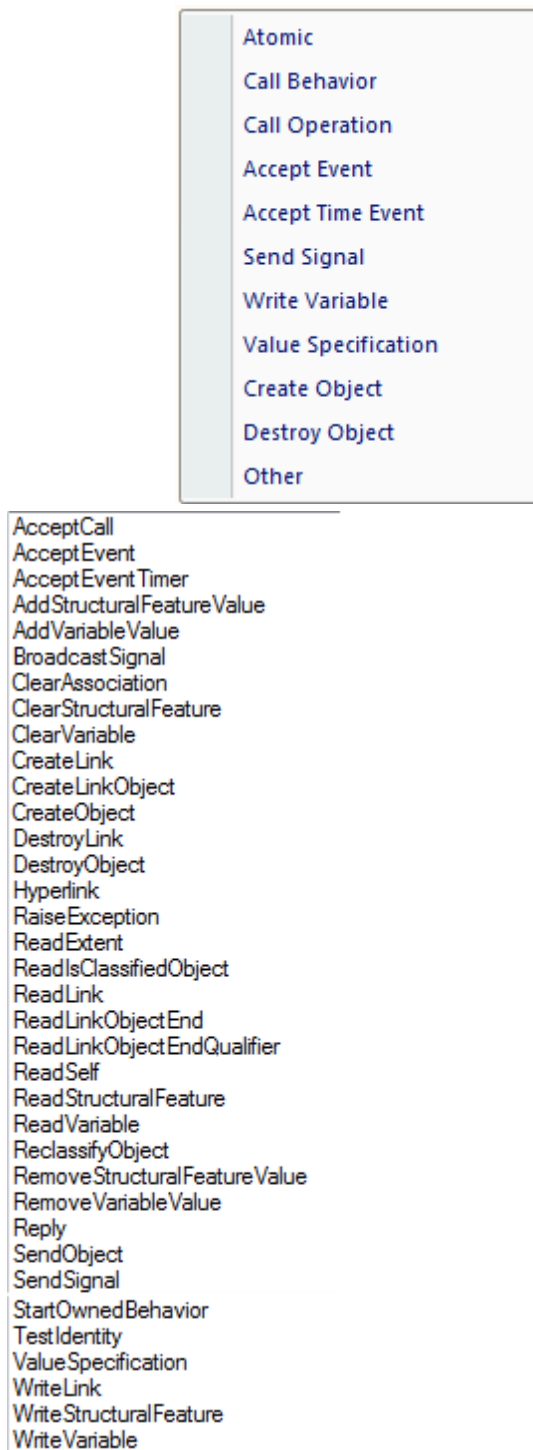 Atomic
Call Behavior
Call Operation
Accept Event
Accept Time Event
Send Signal
Write Variable
Value Specification
Create Object
Destroy Object
Other
AcceptCall
AcceptEvent
AcceptEventTimer
AddStructuralFeatureValue
AddVariableValue
BroadcastSignal
ClearAssociation
ClearStructuralFeature
ClearVariable
CreateLink
CreateLinkObject
CreateObject
DestroyLink
DestroyObject
Hyperlink
RaiseException
ReadExtent
ReadIsClassifiedObject
ReadLink
ReadLinkObjectEnd
ReadLinkObjectEndQualifier
ReadSelf
ReadStructuralFeature
ReadVariable
ReclassifyObject
RemoveStructuralFeatureValue
RemoveVariableValue
Reply
SendObject
SendSignal
StartOwnedBehavior
TestIdentity
ValueSpecification
WriteLink
WriteStructuralFeature
WriteVariable